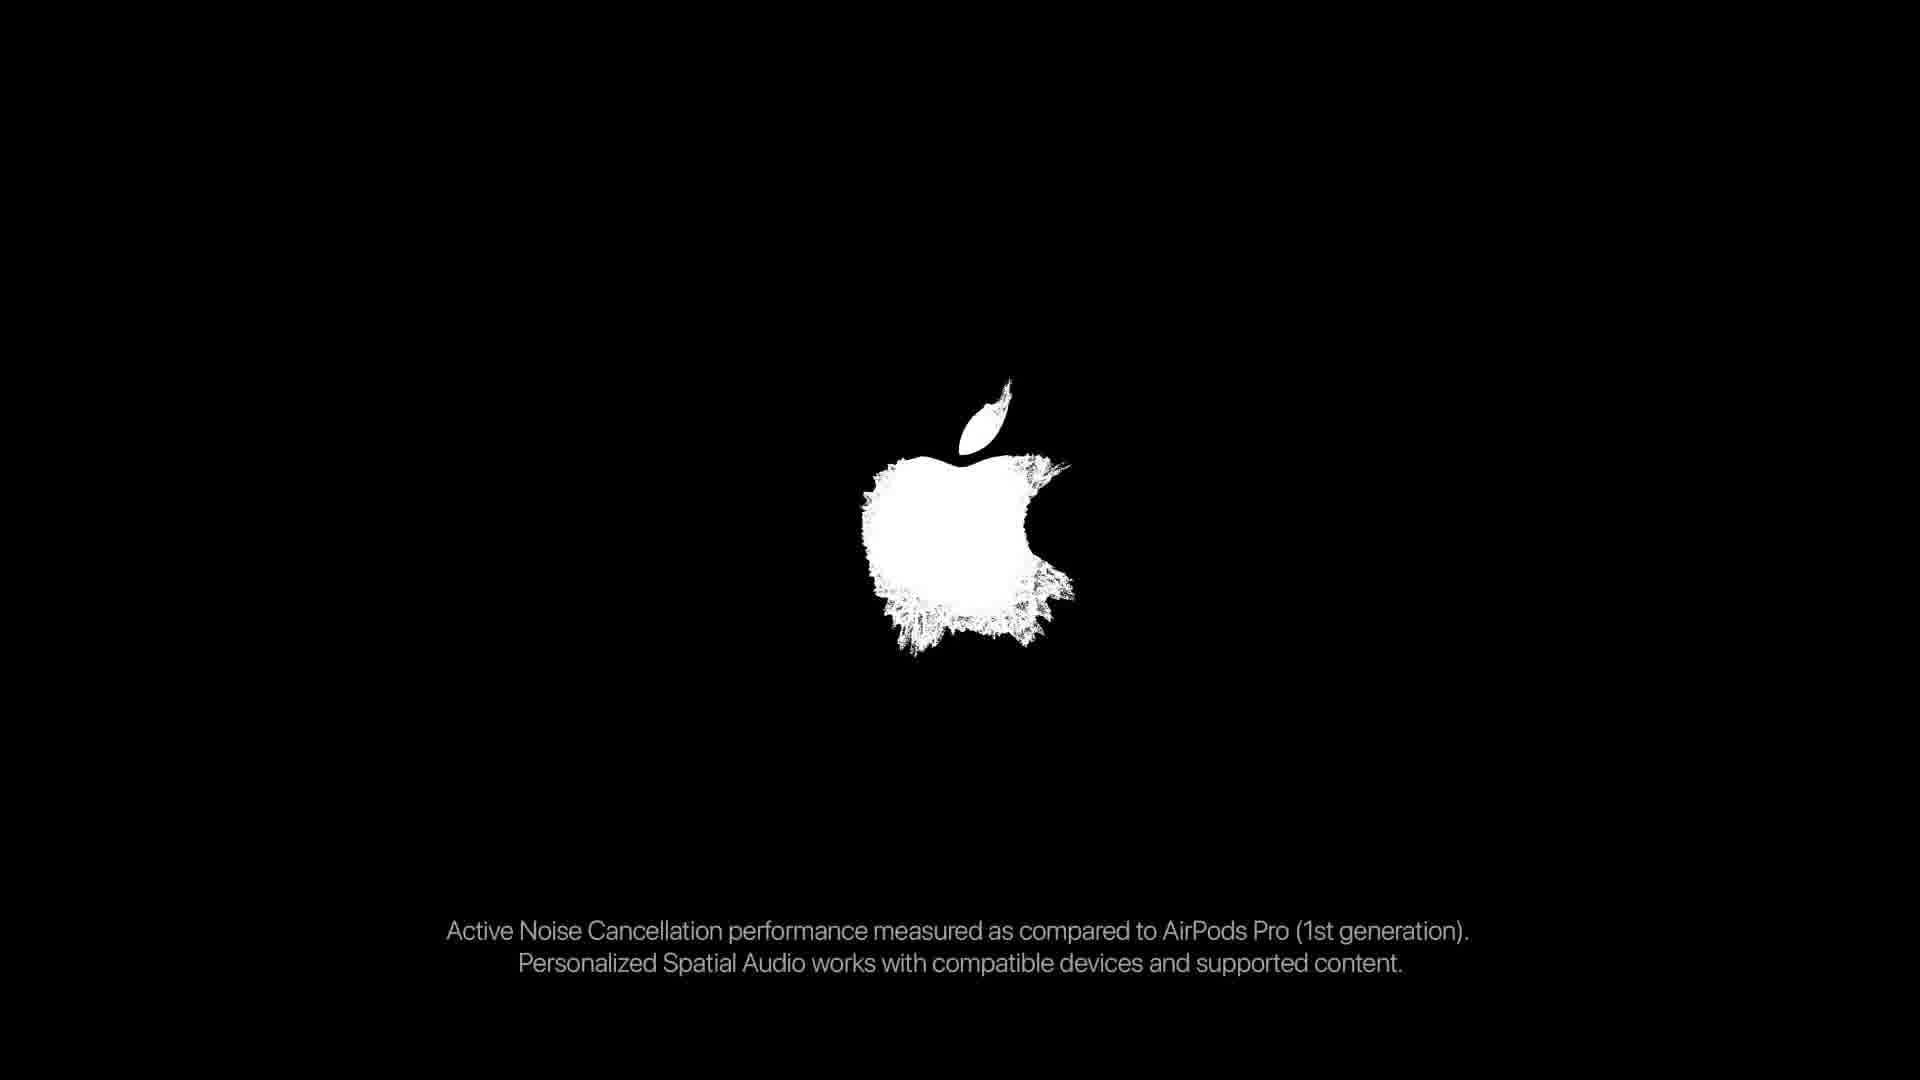 Active Noise Cancellation performance measured as compared to AirPods Pro (1st generation).
Personalized Spatial Audio works with compatible devices and supported content.